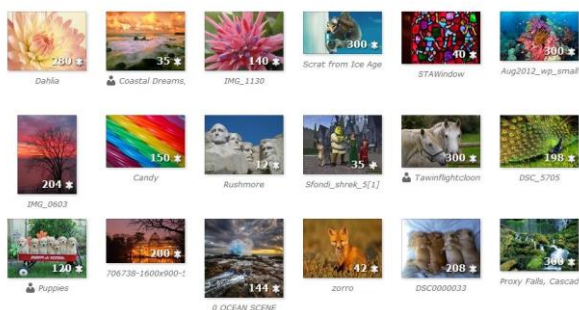 280 35 140 300 40 300
Dahlia Coastal Dreams, IMG_1130 Scrat from Ice Age STAWindow Aug2012_wp_small
204 150 12 35 300 198
IMG_0603 Candy Rushmore Sfondi_shrek_5[1] Tawinflightcloon DSC_5705
120 200 144 42 208 300
Puppies 706738-1600x900-5 0 OCEAN SCENE zorro DSC0000033 Proxy Falls, Cascad